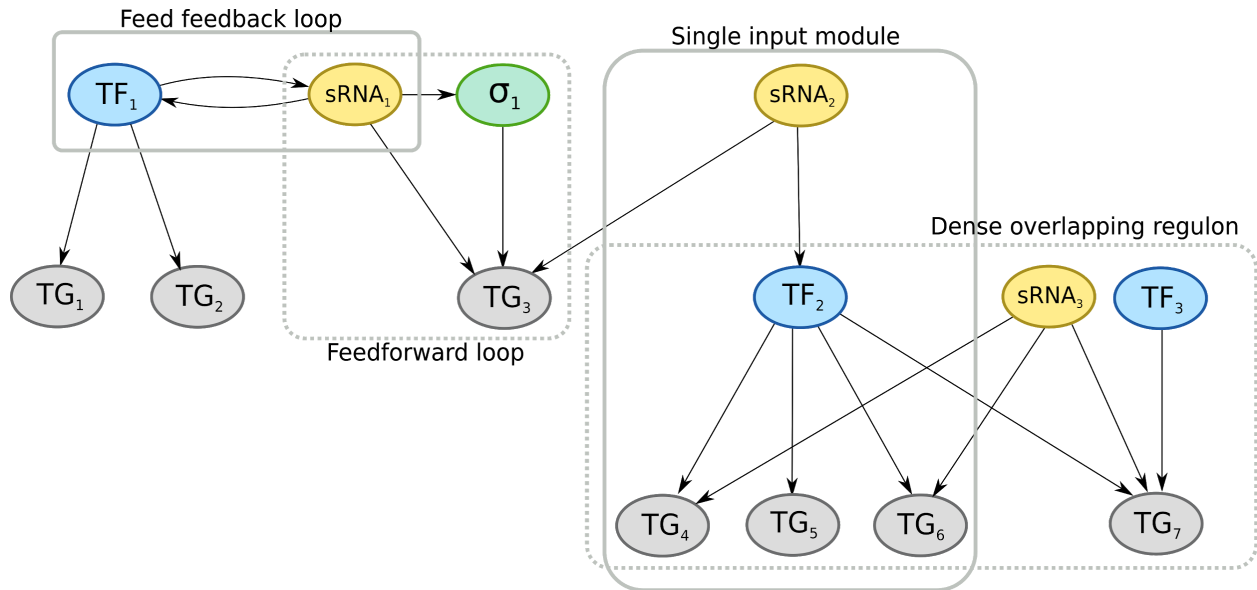 Feed feedback loop
Single input module
TF₁
sRNA₁
σ₁
sRNA₂
Dense overlapping regulon
TG₁
TG₂
TG₃
TF₂
sRNA₃
TF₃
Feedforward loop
TG₄
TG₅
TG₆
TG₇